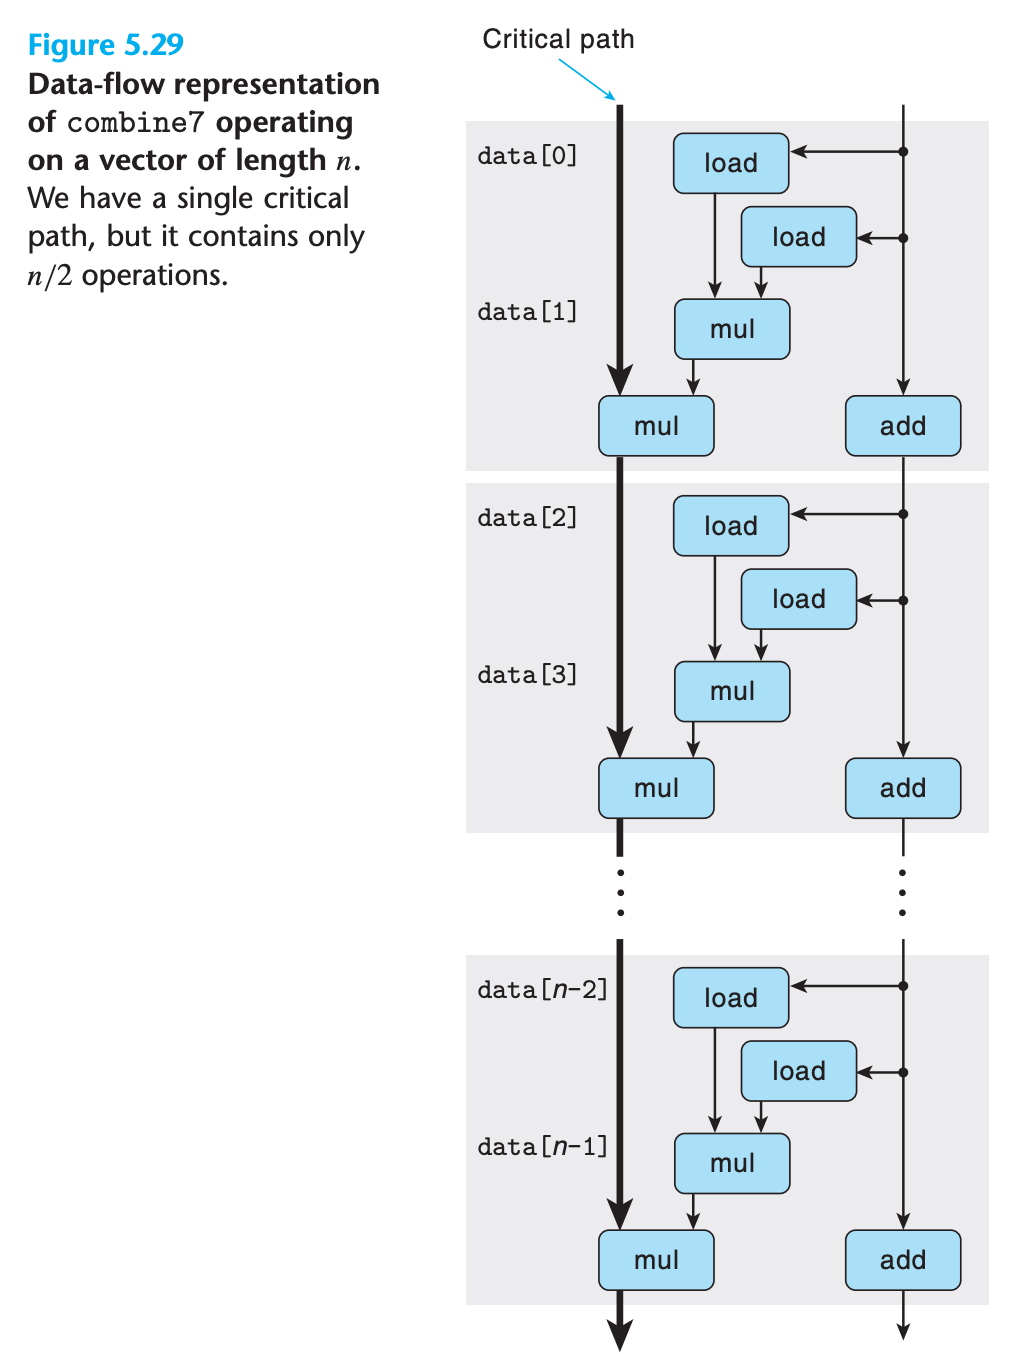 Figure 5.29
Data-flow representation
of combine7 operating
on a vector of length n.
We have a single critical
path, but it contains only
n/2 operations.
Critical path
data[0]
load
load
data[1]
mul
mul
add
data[2]
load
load
data[3]
mul
mul
add
data[n-2]
load
load
data[n-1]
mul
mul
add